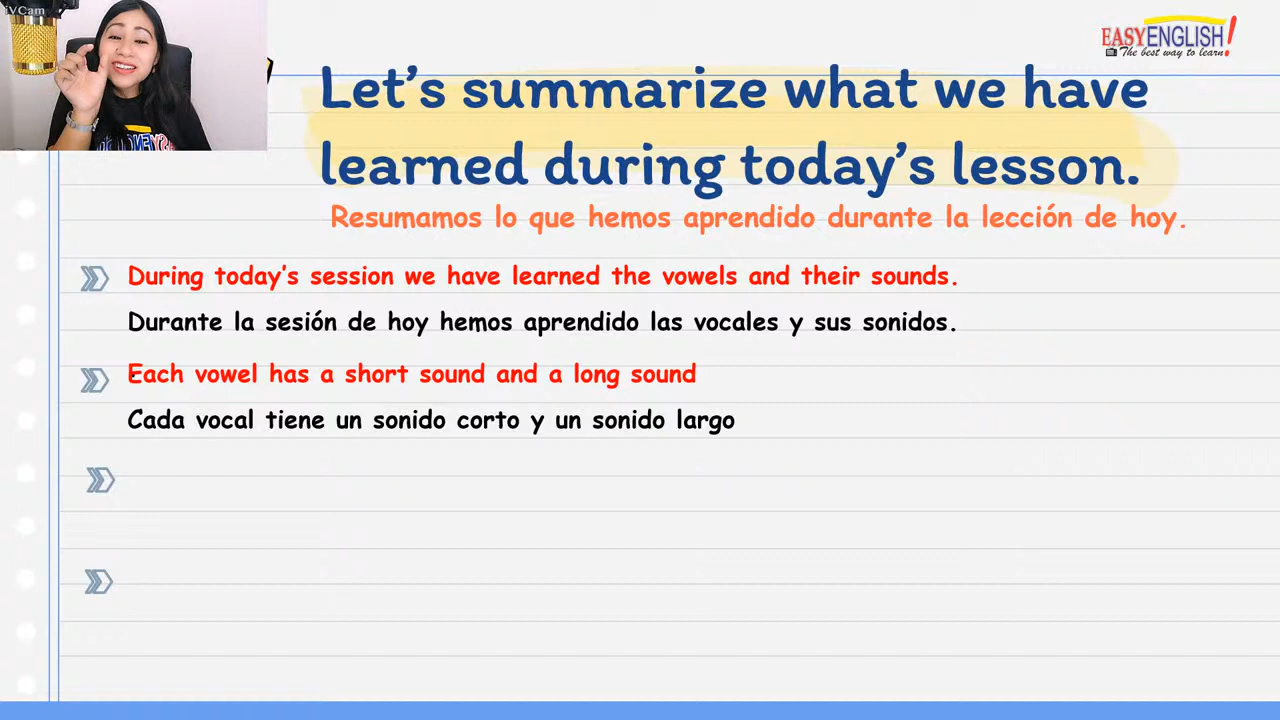 iVCam
EASYENGLISH!
The best way to learn!
Let's summarize what we have
learned during today's lesson.
Resumamos lo que hemos aprendido durante la lección de hoy.
During today's session we have learned the vowels and their sounds.
Durante la sesión de hoy hemos aprendido las vocales y sus sonidos.
Each vowel has a short sound and a long sound
Cada vocal tiene un sonido corto y un sonido largo